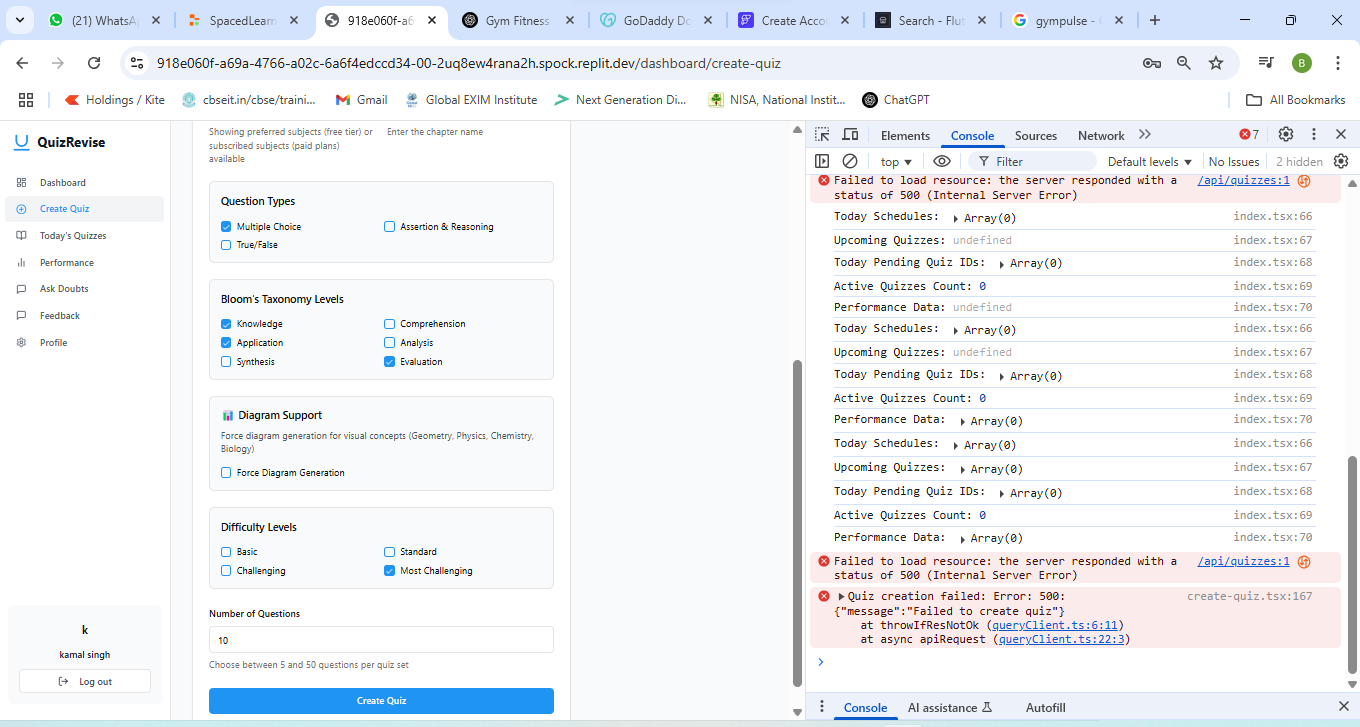 (21) WhatsA
SpacedLearn
918e060f-a6
Gym Fitness
GoDaddy Do
Create Acco
Search - Flut
gympulse - G
918e060f-a69a-4766-a02c-6a6f4edccd34-00-2uq8ew4rana2h.spock.replit.dev/dashboard/create-quiz
B
Holdings / Kite
cbseit.in/cbse/traini...
Gmail
Global EXIM Institute
Next Generation Di...
NISA, National Instit...
ChatGPT
All Bookmarks
QuizRevise
Dashboard
Create Quiz
Today's Quizzes
Performance
Ask Doubts
Feedback
Profile
k
kamal singh
Log out
Showing preferred subjects (free tier) or
subscribed subjects (paid plans)
available
Enter the chapter name
Question Types
Multiple Choice
Assertion & Reasoning
True/False
Bloom's Taxonomy Levels
Knowledge
Comprehension
Application
Analysis
Synthesis
Evaluation
Diagram Support
Force diagram generation for visual concepts (Geometry, Physics, Chemistry,
Biology)
Force Diagram Generation
Difficulty Levels
Basic
Standard
Challenging
Most Challenging
Number of Questions
10
Choose between 5 and 50 questions per quiz set
Create Quiz
Elements
Console
Sources
Network
7
top
Filter
Default levels
No Issues
2 hidden
Failed to load resource: the server responded with a /api/quizzes:1
status of 500 (Internal Server Error)
Today Schedules: Array(0) index.tsx:66
Upcoming Quizzes: undefined index.tsx:67
Today Pending Quiz IDs: Array(0) index.tsx:68
Active Quizzes Count: 0 index.tsx:69
Performance Data: undefined index.tsx:70
Today Schedules: Array(0) index.tsx:66
Upcoming Quizzes: undefined index.tsx:67
Today Pending Quiz IDs: Array(0) index.tsx:68
Active Quizzes Count: 0 index.tsx:69
Performance Data: Array(0) index.tsx:70
Today Schedules: Array(0) index.tsx:66
Upcoming Quizzes: Array(0) index.tsx:67
Today Pending Quiz IDs: Array(0) index.tsx:68
Active Quizzes Count: 0 index.tsx:69
Performance Data: Array(0) index.tsx:70
Failed to load resource: the server responded with a /api/quizzes:1
status of 500 (Internal Server Error)
Quiz creation failed: Error: 500: create-quiz.tsx:167
{"message":"Failed to create quiz"}
at throwIfResNotOk (queryClient.ts:6:11)
at async apiRequest (queryClient.ts:22:3)
Console
AI assistance
Autofill